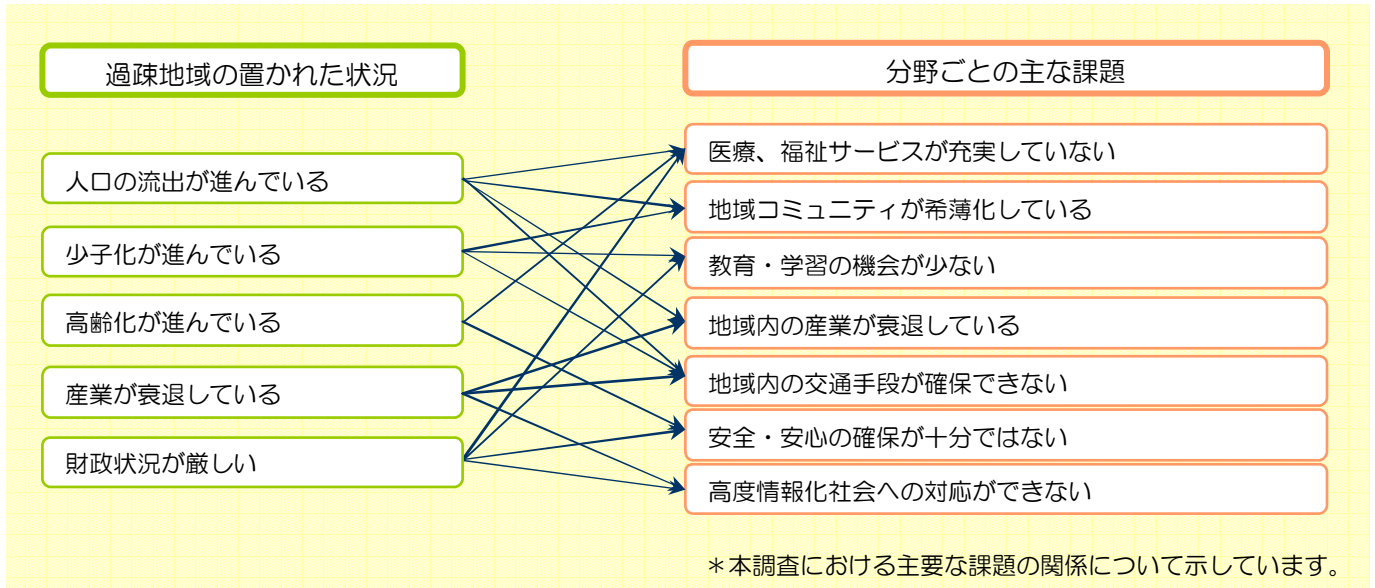 過疎地域の置かれた状況
人口の流出が進んでいる
少子化が進んでいる
高齢化が進んでいる
産業が衰退している
財政状況が厳しい
分野ごとの主な課題
医療、福祉サービスが充実していない
地域コミュニティが希薄化している
教育・学習の機会が少ない
地域内の産業が衰退している
地域内の交通手段が確保できない
安全・安心の確保が十分ではない
高度情報化社会への対応ができない
＊本調査における主要な課題の関係について示しています。